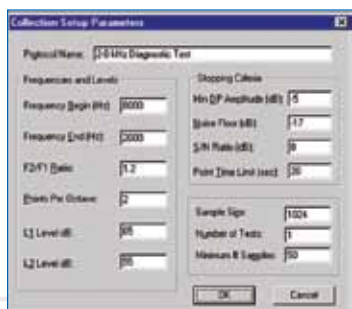 Collection Setup Parameters
Protocol Name: 2-8 kHz Diagnostic Test
Frequencies and Levels
Frequency Begin (Hz): 8000
Frequency End (Hz): 2000
F2/F1 Ratio: 1.2
Points Per Octave: 2
L1 Level dB: 65
L2 Level dB: 55
Stopping Criteria
Min DP Amplitude (dB): -5
Noise Floor (dB): -17
S/N Ratio (dB): 8
Point Time Limit (sec): 20
Sample Size: 1024
Number of Tests: 1
Minimum # Samples: 50
OK
Cancel